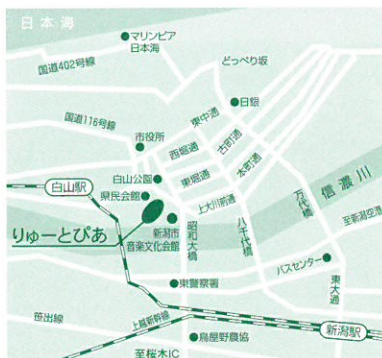 日本海
マリンピア
日本海
どっぺり坂
国道402号線
日銀
東中通
国道116号線
古町通
市役所
西堀通
本町通
白山公園
東堀通
信濃川
白山駅
県民会館
上大川前通
万代橋
至新潟空港
りゅーとぴあ
新潟市
音楽文化会館
昭和大橋
八千代橋
バスセンター
東大通
東警察署
笹出線
上越新幹線
新潟駅
鳥屋野農協
至桜木IC